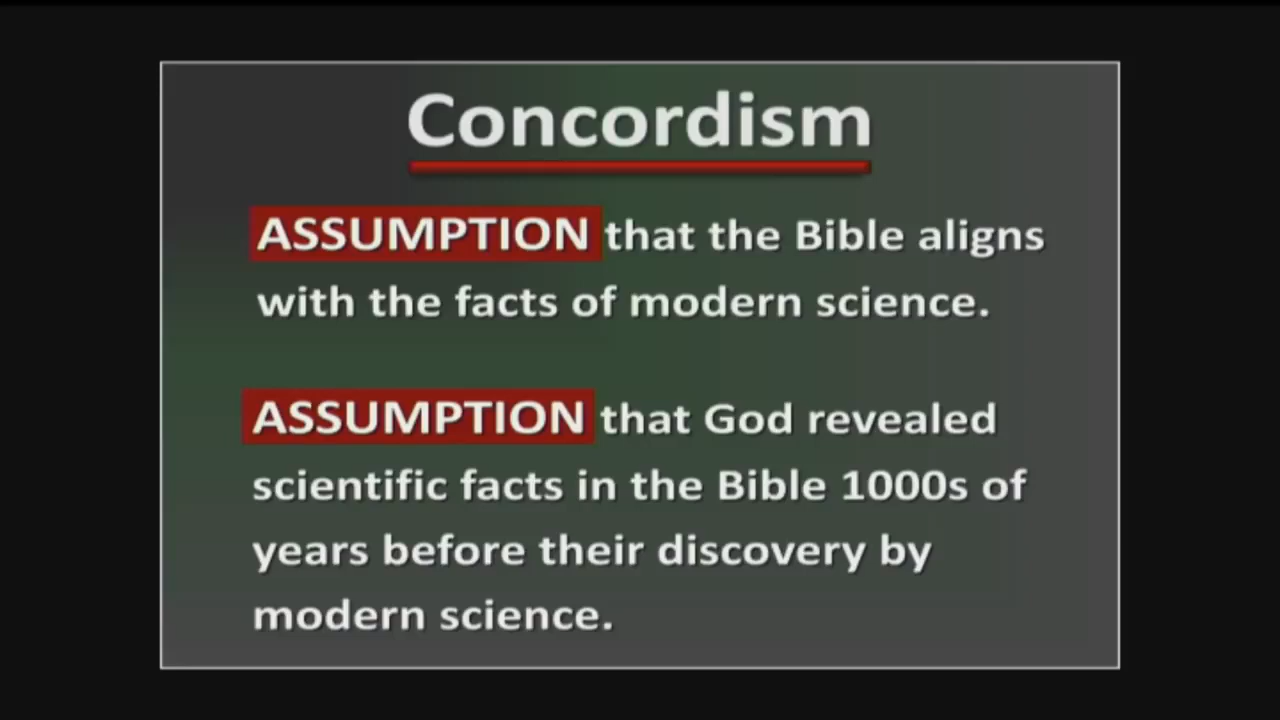 Concordism
ASSUMPTION that the Bible aligns
with the facts of modern science.
ASSUMPTION that God revealed
scientific facts in the Bible 1000s of
years before their discovery by
modern science.